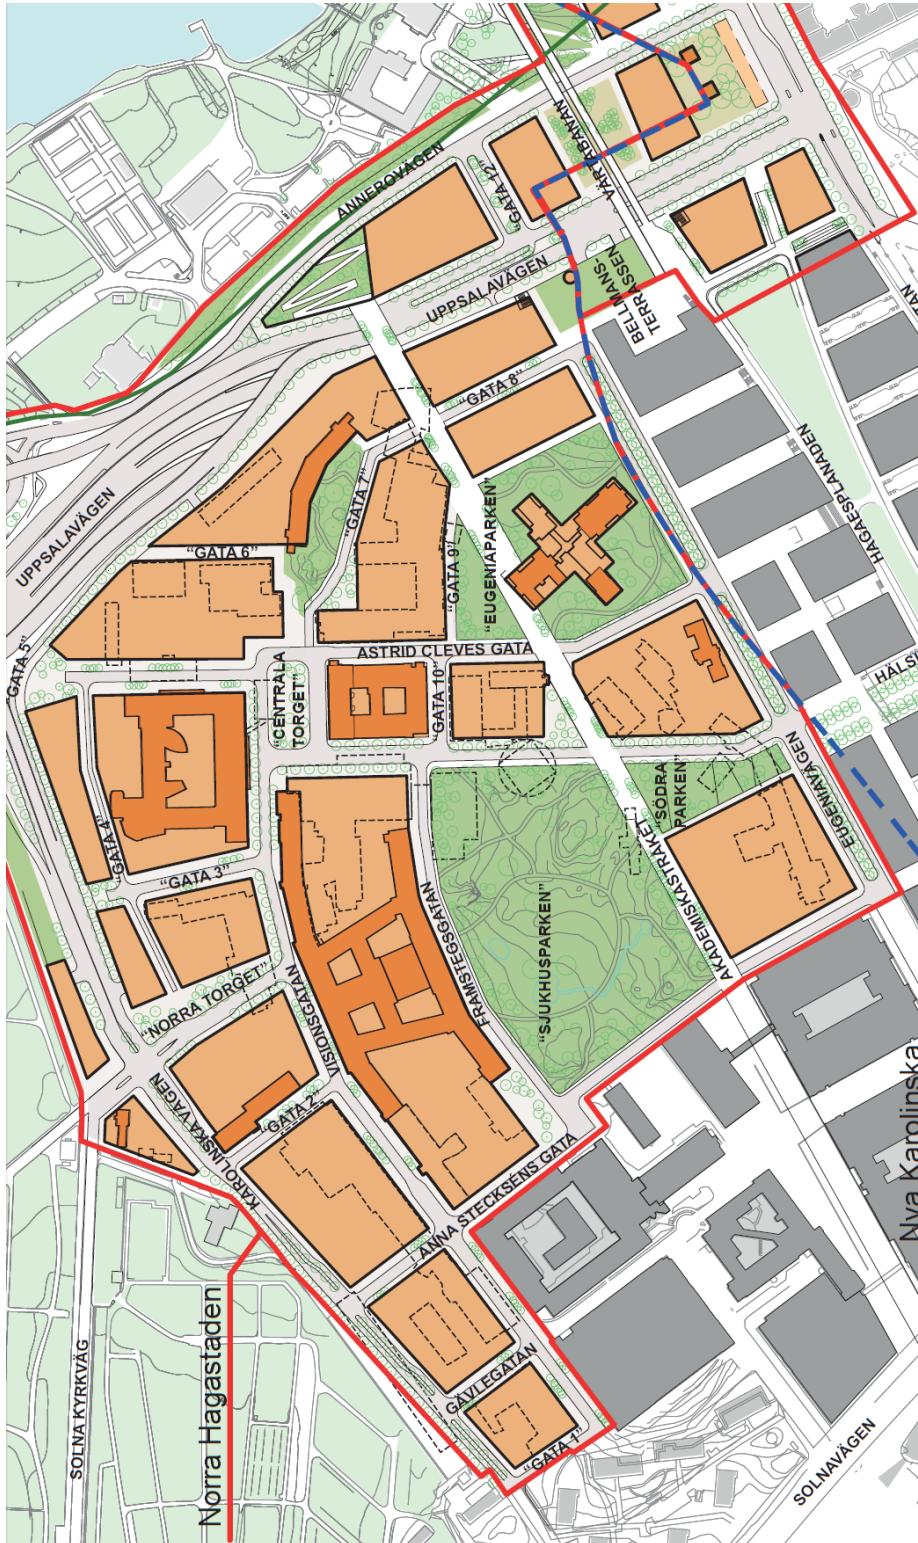 ANNEROVÄGEN
"GATA 12"
VÄRTABANAN
UPPSALAVÄGEN
BELLMANS-
TERRASSEN
"GATA 8"
UPPSALAVÄGEN
"GATA 7"
HAGAESPLANADEN
"GATA 6"
"GATA 9"
"EUGENIAPARKEN"
"GATA 5"
ASTRID CLEVES GATA
"CENTRALA
TORGET"
"GATA 10"
HÄLS
"SÖDRA
PARKEN"
EUGENIAVÄGEN
"GATA 4"
"GATA 3"
AKADEMISKA STRÅKET
FRAMSTEGSGATAN
"SJUKHUSPARKEN"
"NORRA TORGET"
VISIONSGATAN
KAROLINSKA VÄGEN
"GATA 2"
ANNA STECKSÉNS GATA
Nya Karolinska
SOLNA KYRKVÄG
Norra Hagastaden
GÄVLEGATAN
"GATA 1"
SOLNAVÄGEN